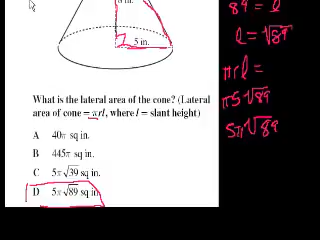 8 in.
5 in.
89 = l
l = √89
πrl =
π5√89
5π√89
What is the lateral area of the cone? (Lateral
area of cone = πrl, where l = slant height)
A 40π sq in.
B 445π sq in.
C 5π√39 sq in.
D 5π√89 sq in.